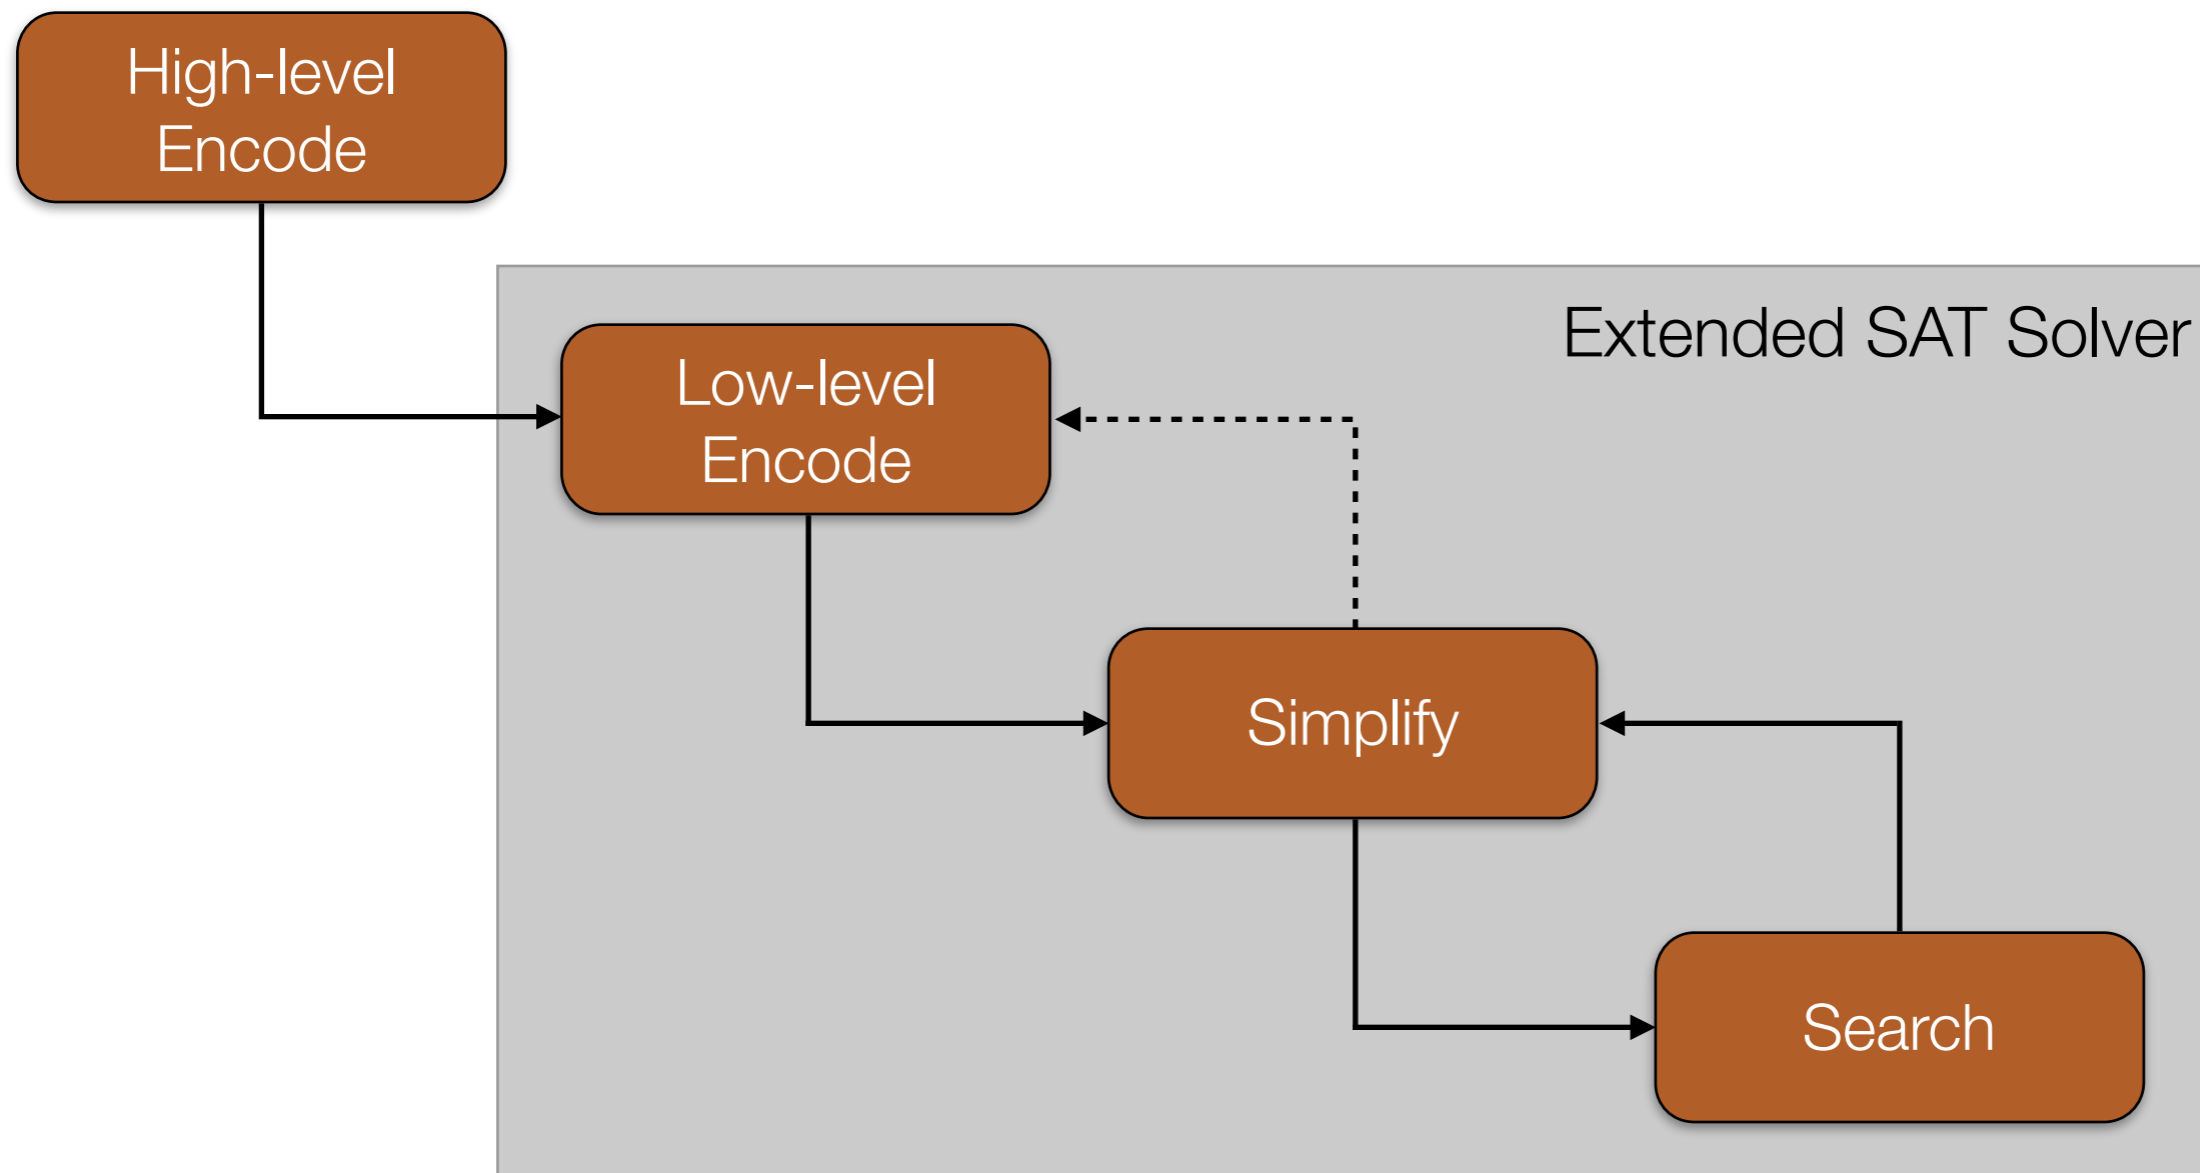 High-level
Encode
Extended SAT Solver
Low-level
Encode
Simplify
Search